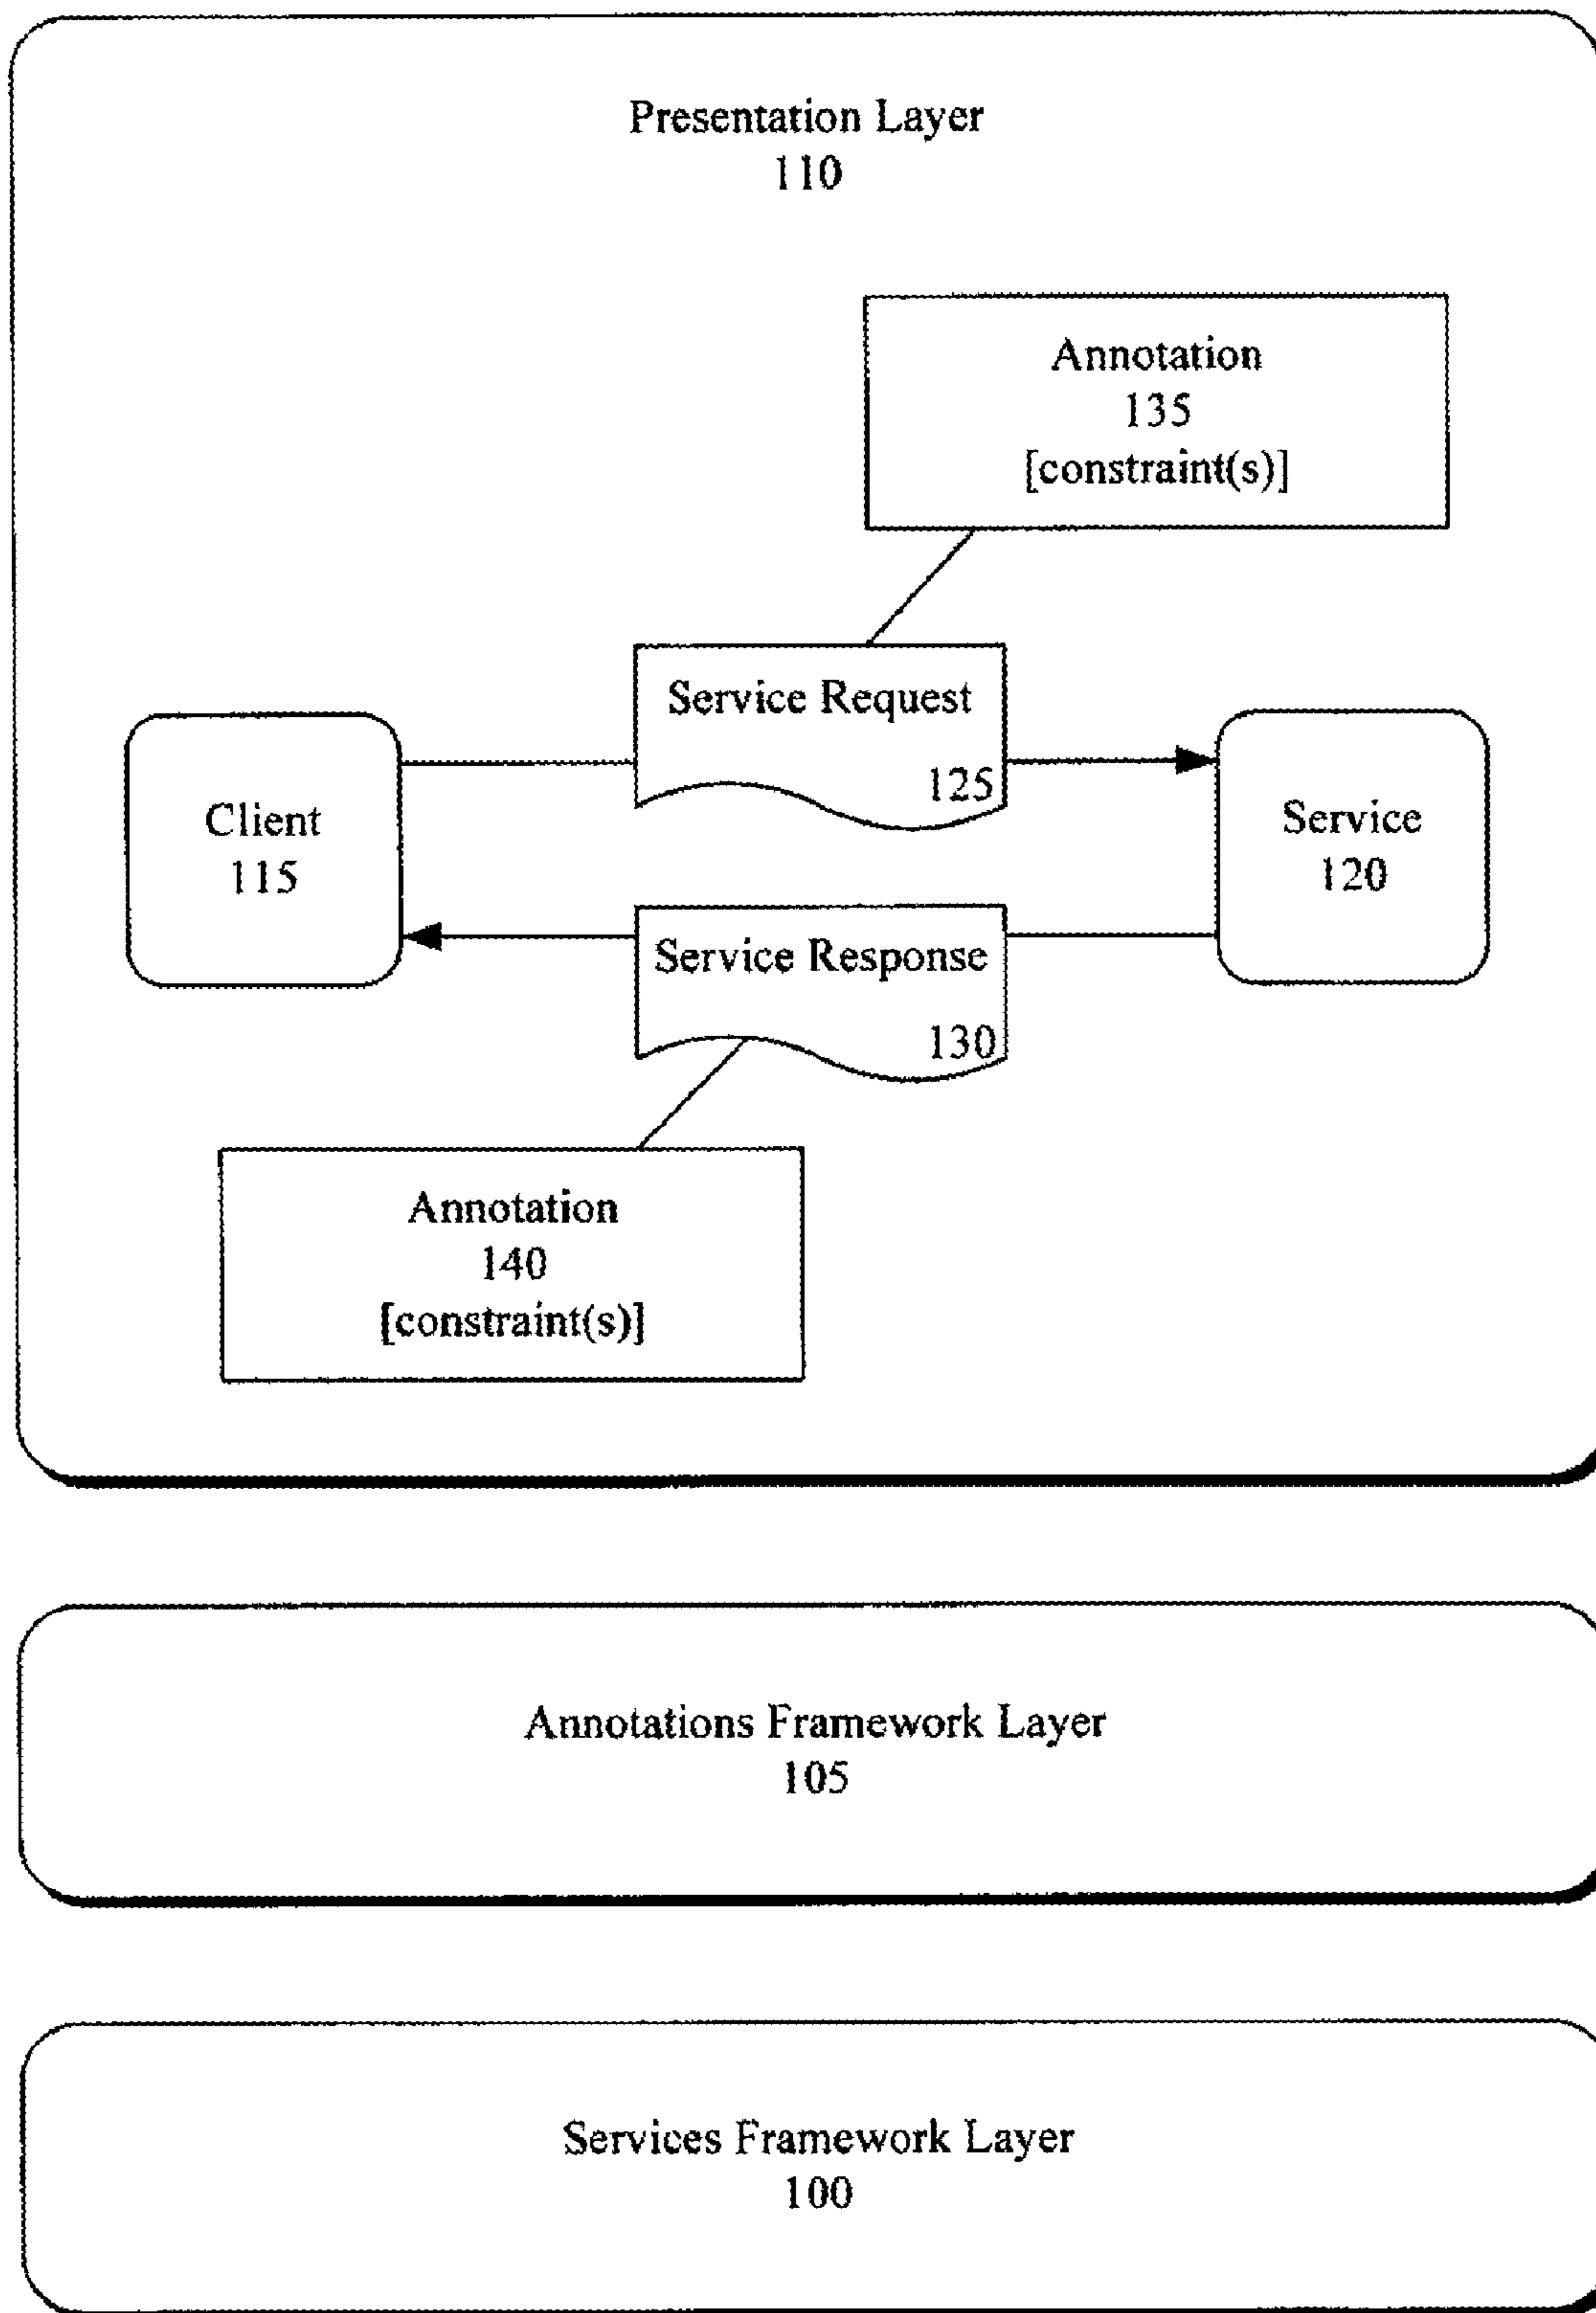 Presentation Layer
110
Annotation
135
[constraint(s)]
Service Request
125
Client
115
Service
120
Service Response
130
Annotation
140
[constraint(s)]
Annotations Framework Layer
105
Services Framework Layer
100